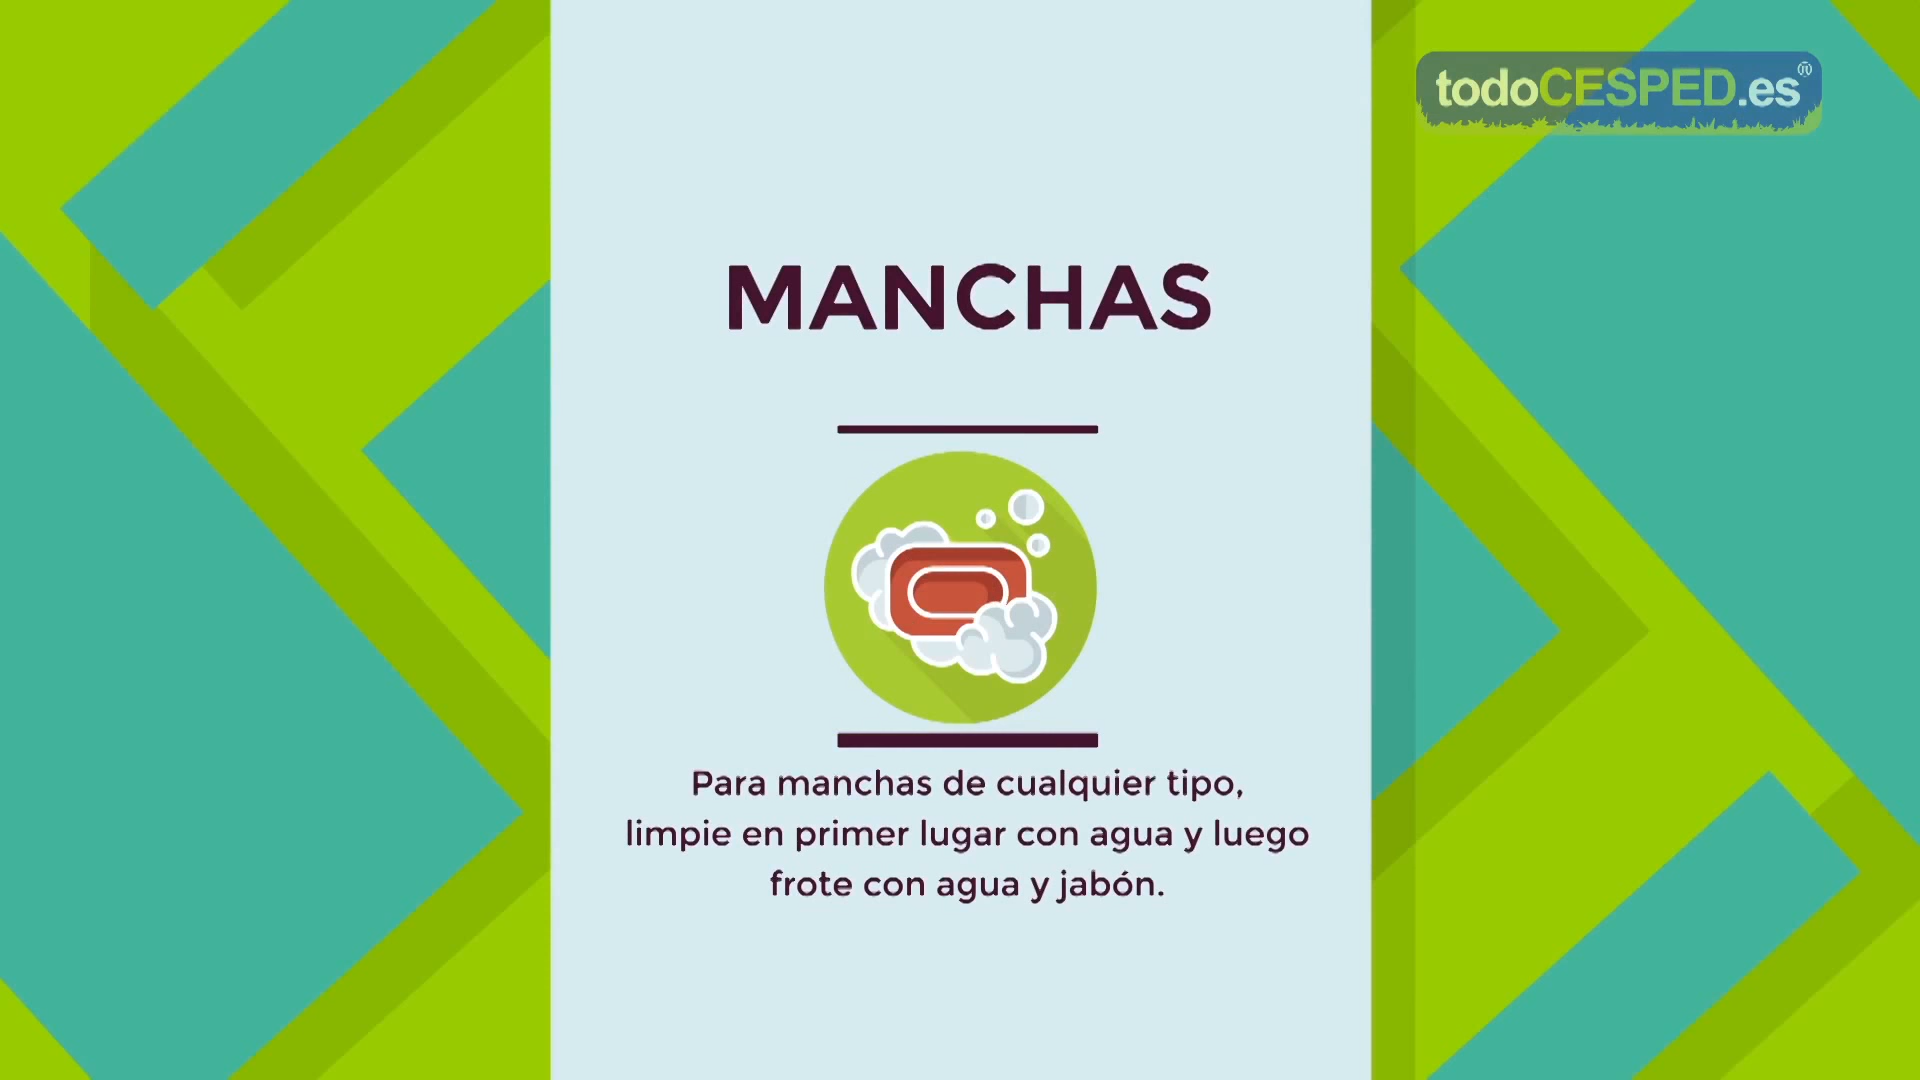 todoCESPED.es®
MANCHAS
Para manchas de cualquier tipo,
limpie en primer lugar con agua y luego
frote con agua y jabón.